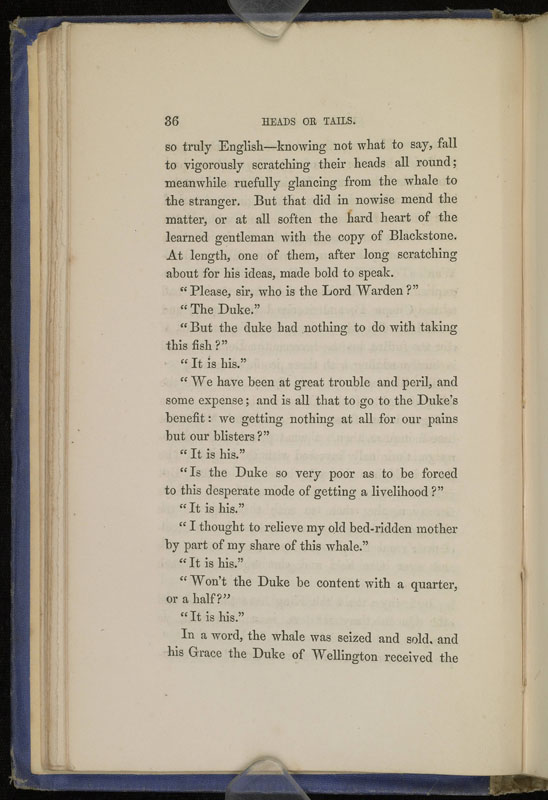 36 HEADS OR TAILS.
so truly English—knowing not what to say, fall
to vigorously scratching their heads all round;
meanwhile ruefully glancing from the whale to
the stranger. But that did in nowise mend the
matter, or at all soften the hard heart of the
learned gentleman with the copy of Blackstone.
At length, one of them, after long scratching
about for his ideas, made bold to speak.
“Please, sir, who is the Lord Warden?”
“The Duke.”
“But the duke had nothing to do with taking
this fish?”
“It is his.”
“We have been at great trouble and peril, and
some expense; and is all that to go to the Duke’s
benefit: we getting nothing at all for our pains
but our blisters?”
“It is his.”
“Is the Duke so very poor as to be forced
to this desperate mode of getting a livelihood?”
“It is his.”
“I thought to relieve my old bed-ridden mother
by part of my share of this whale.”
“It is his.”
“Won’t the Duke be content with a quarter,
or a half?”
“It is his.”
In a word, the whale was seized and sold, and
his Grace the Duke of Wellington received the